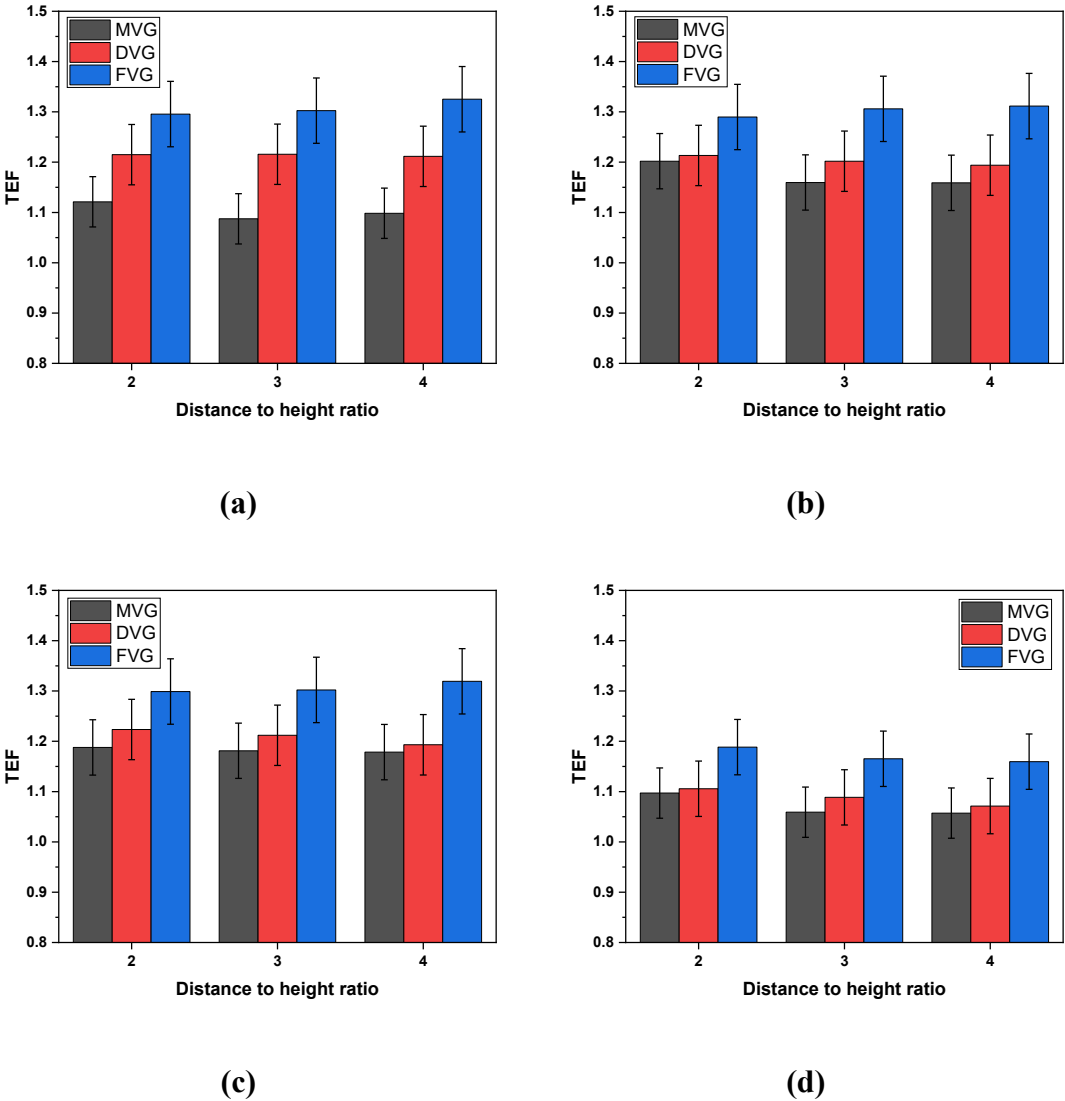 1.5
1.4
1.3
1.2
1.1
1.0
0.9
0.8
TEF
MVG
DVG
FVG
2
3
4
Distance to height ratio
(a)
1.5
1.4
1.3
1.2
1.1
1.0
0.9
0.8
TEF
MVG
DVG
FVG
2
3
4
Distance to height ratio
(b)
1.5
1.4
1.3
1.2
1.1
1.0
0.9
0.8
TEF
MVG
DVG
FVG
2
3
4
Distance to height ratio
(c)
1.5
1.4
1.3
1.2
1.1
1.0
0.9
0.8
TEF
MVG
DVG
FVG
2
3
4
Distance to height ratio
(d)